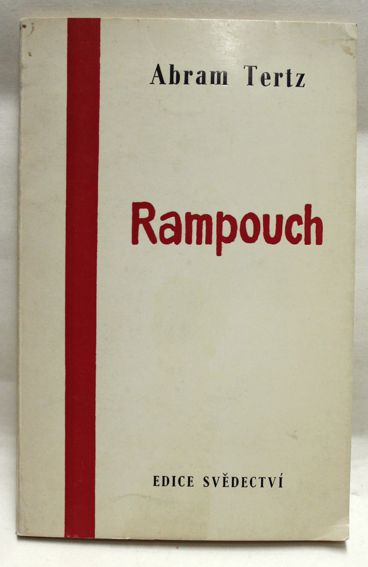 Abram Tertz
Rampouch
EDICE SVĚDECTVÍ